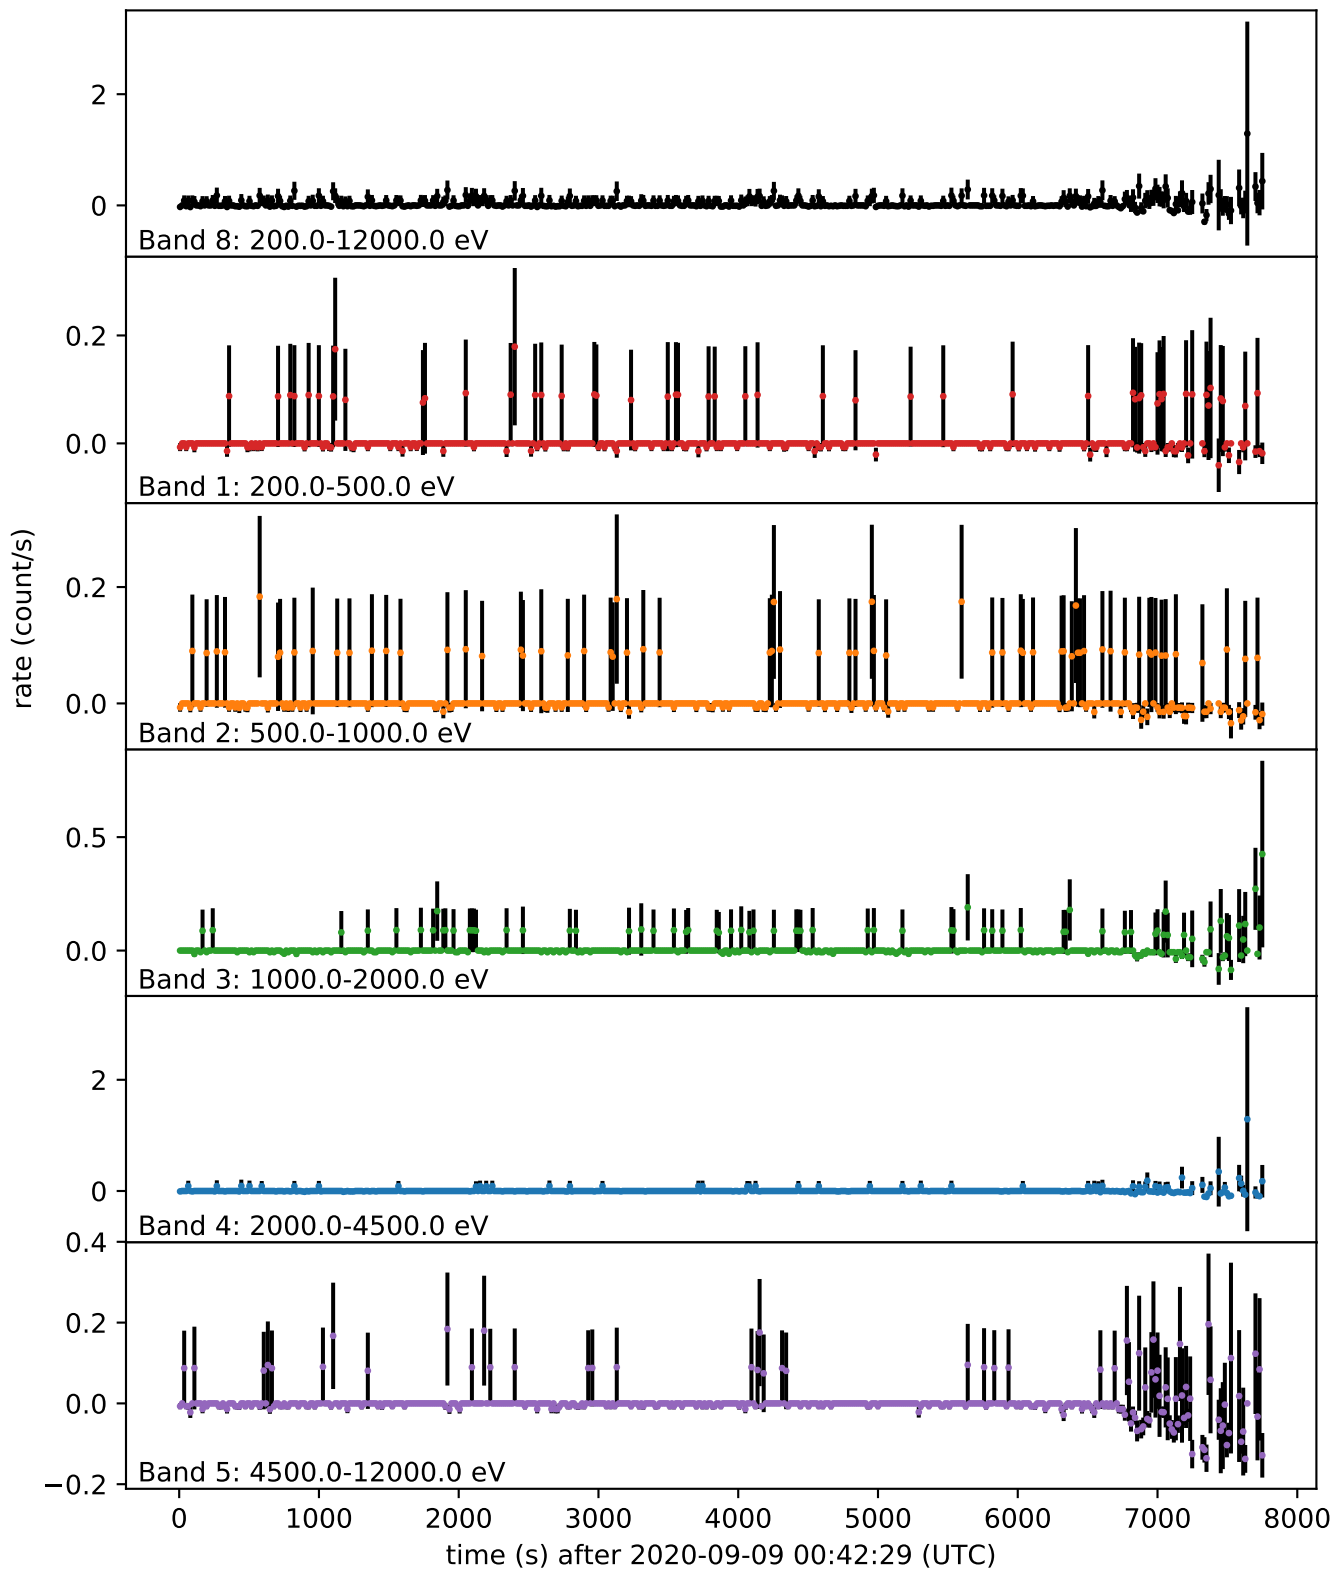 2
0
Band 8: 200.0-12000.0 eV
0.2
0.0
Band 1: 200.0-500.0 eV
rate (count/s)
0.2
0.0
Band 2: 500.0-1000.0 eV
0.5
0.0
Band 3: 1000.0-2000.0 eV
2
0
Band 4: 2000.0-4500.0 eV
0.4
0.2
0.0
−0.2
Band 5: 4500.0-12000.0 eV
0 1000 2000 3000 4000 5000 6000 7000 8000
time (s) after 2020-09-09 00:42:29 (UTC)